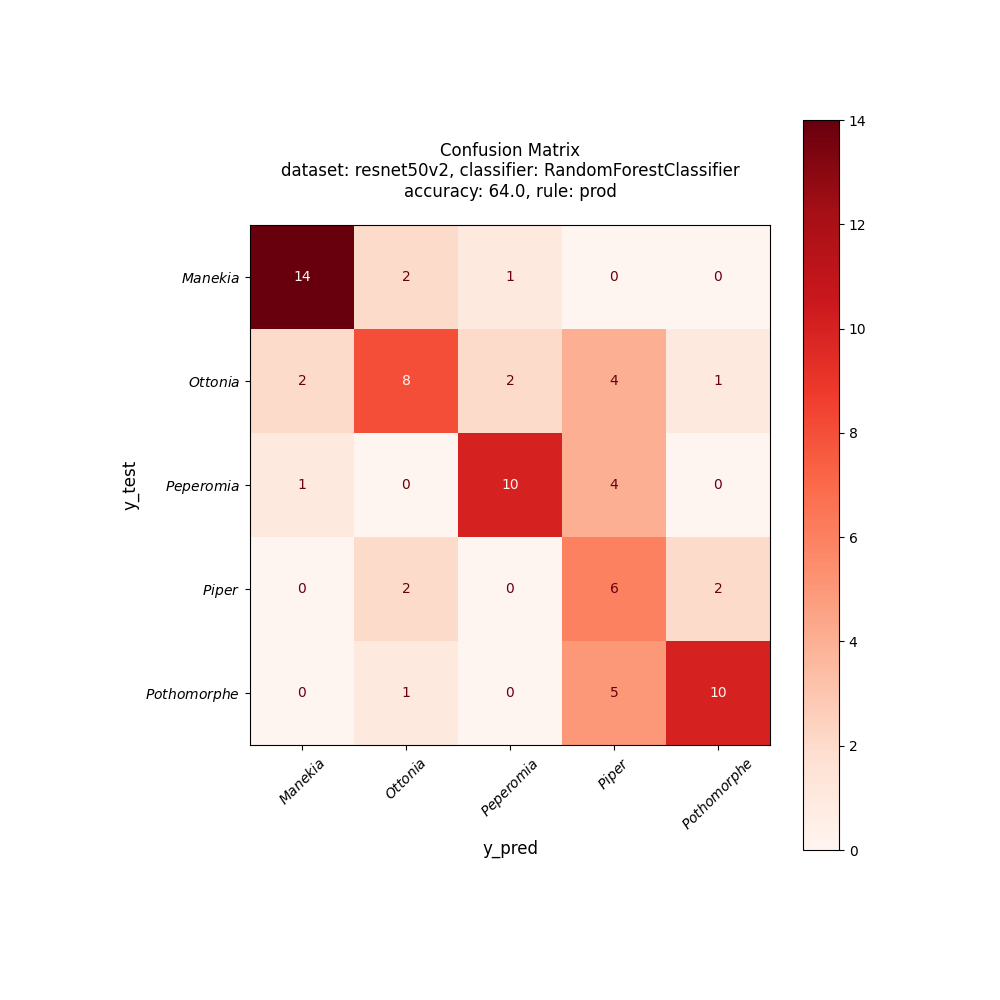 Confusion Matrix
dataset: resnet50v2, classifier: RandomForestClassifier
accuracy: 64.0, rule: prod
y_test
Manekia 14 2 1 0 0
Ottonia 2 8 2 4 1
Peperomia 1 0 10 4 0
Piper 0 2 0 6 2
Pothomorphe 0 1 0 5 10
Manekia Ottonia Peperomia Piper Pothomorphe
y_pred
14
12
10
8
6
4
2
0